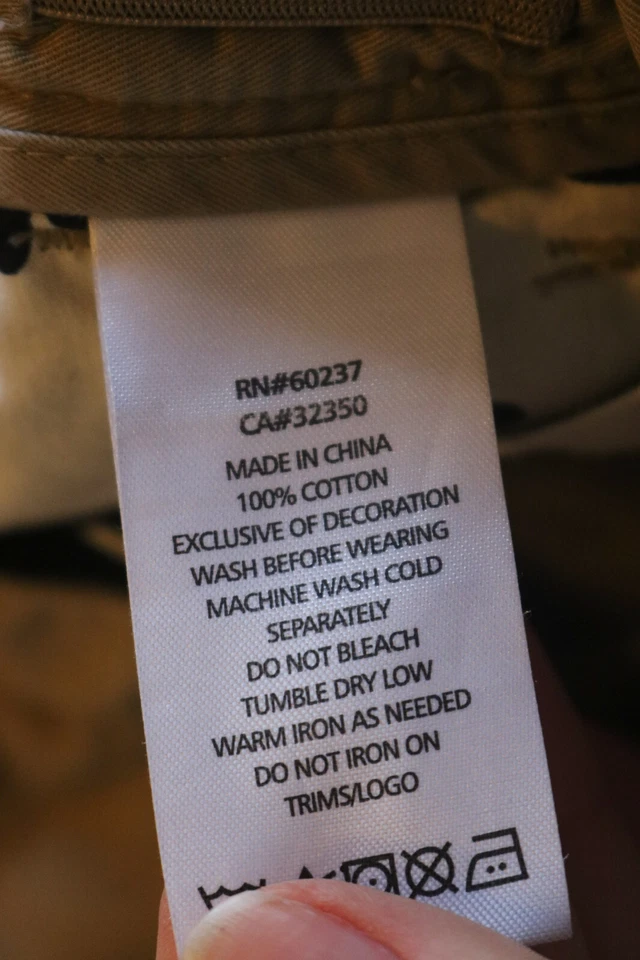 RN#60237
CA#32350
MADE IN CHINA
100% COTTON
EXCLUSIVE OF DECORATION
WASH BEFORE WEARING
MACHINE WASH COLD
SEPARATELY
DO NOT BLEACH
TUMBLE DRY LOW
WARM IRON AS NEEDED
DO NOT IRON ON
TRIMS/LOGO